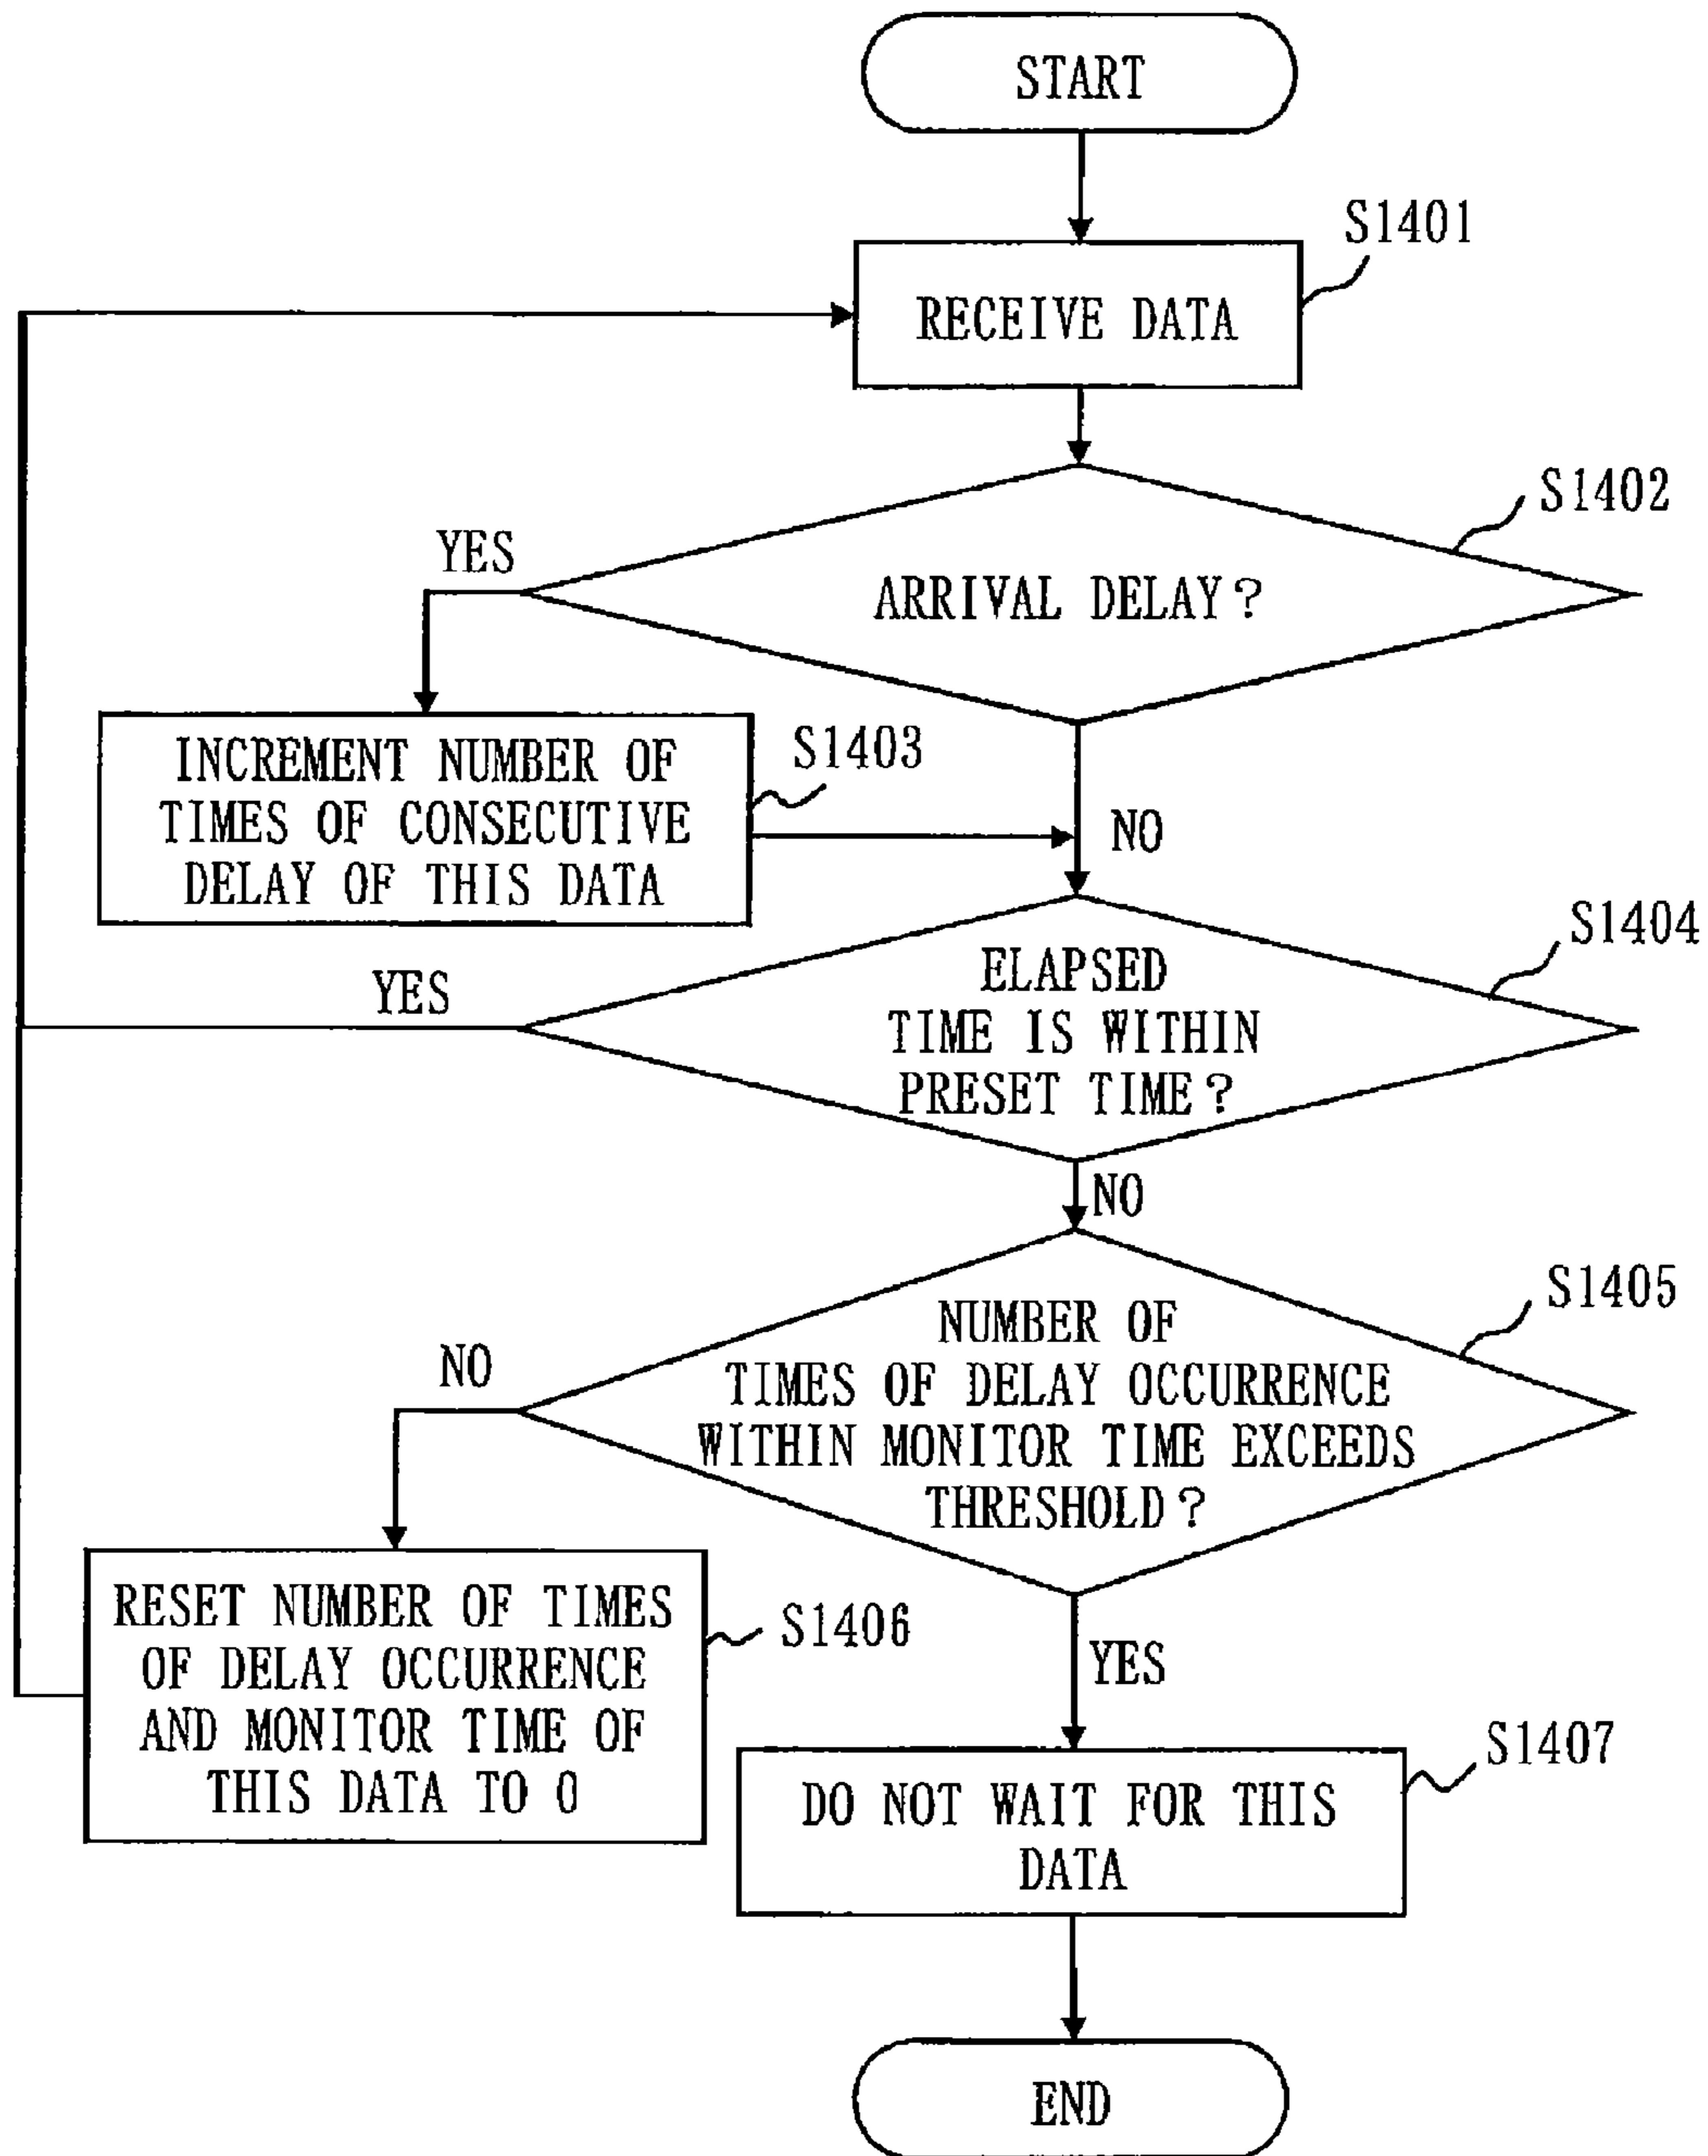 START
S1401
RECEIVE DATA
S1402
YES
ARRIVAL DELAY?
INCREMENT NUMBER OF
TIMES OF CONSECUTIVE
DELAY OF THIS DATA
S1403
NO
S1404
YES
ELAPSED
TIME IS WITHIN
PRESET TIME?
NO
S1405
NO
NUMBER OF
TIMES OF DELAY OCCURRENCE
WITHIN MONITOR TIME EXCEEDS
THRESHOLD?
RESET NUMBER OF TIMES
OF DELAY OCCURRENCE
AND MONITOR TIME OF
THIS DATA TO 0
S1406
YES
S1407
DO NOT WAIT FOR THIS
DATA
END